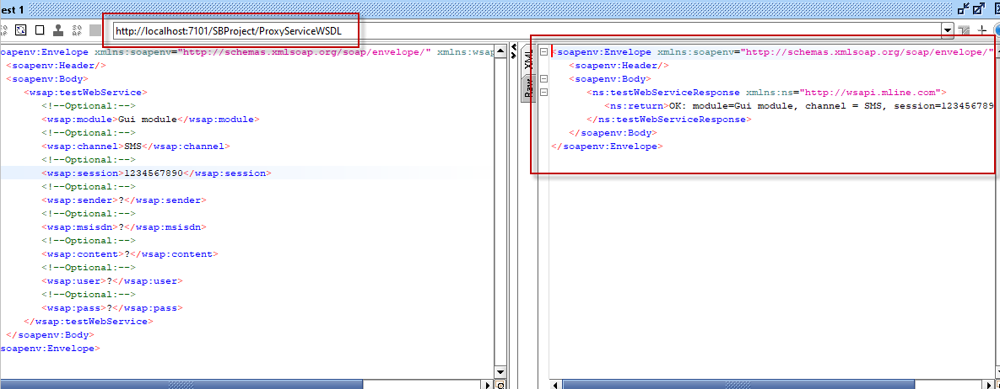 est 1
http://localhost:7101/SBProject/ProxyServiceWSDL
oapenv:Envelope xmlns:soapenv="http://schemas.xmlsoap.org/soap/envelope/" xmlns:wsap
<soapenv:Header/>
<soapenv:Body>
<wsap:testWebService>
<!--Optional:-->
<wsap:module>Gui module</wsap:module>
<!--Optional:-->
<wsap:channel>SMS</wsap:channel>
<!--Optional:-->
<wsap:session>1234567890</wsap:session>
<!--Optional:-->
<wsap:sender>?</wsap:sender>
<!--Optional:-->
<wsap:msisdn>?</wsap:msisdn>
<!--Optional:-->
<wsap:content>?</wsap:content>
<!--Optional:-->
<wsap:user>?</wsap:user>
<!--Optional:-->
<wsap:pass>?</wsap:pass>
</wsap:testWebService>
</soapenv:Body>
soapenv:Envelope>
XML
Raw
<soapenv:Envelope xmlns:soapenv="http://schemas.xmlsoap.org/soap/envelope/"
<soapenv:Header/>
<soapenv:Body>
<ns:testWebServiceResponse xmlns:ns="http://wsapi.mline.com">
<ns:return>OK: module=Gui module, channel = SMS, session=123456789
</ns:testWebServiceResponse>
</soapenv:Body>
</soapenv:Envelope>